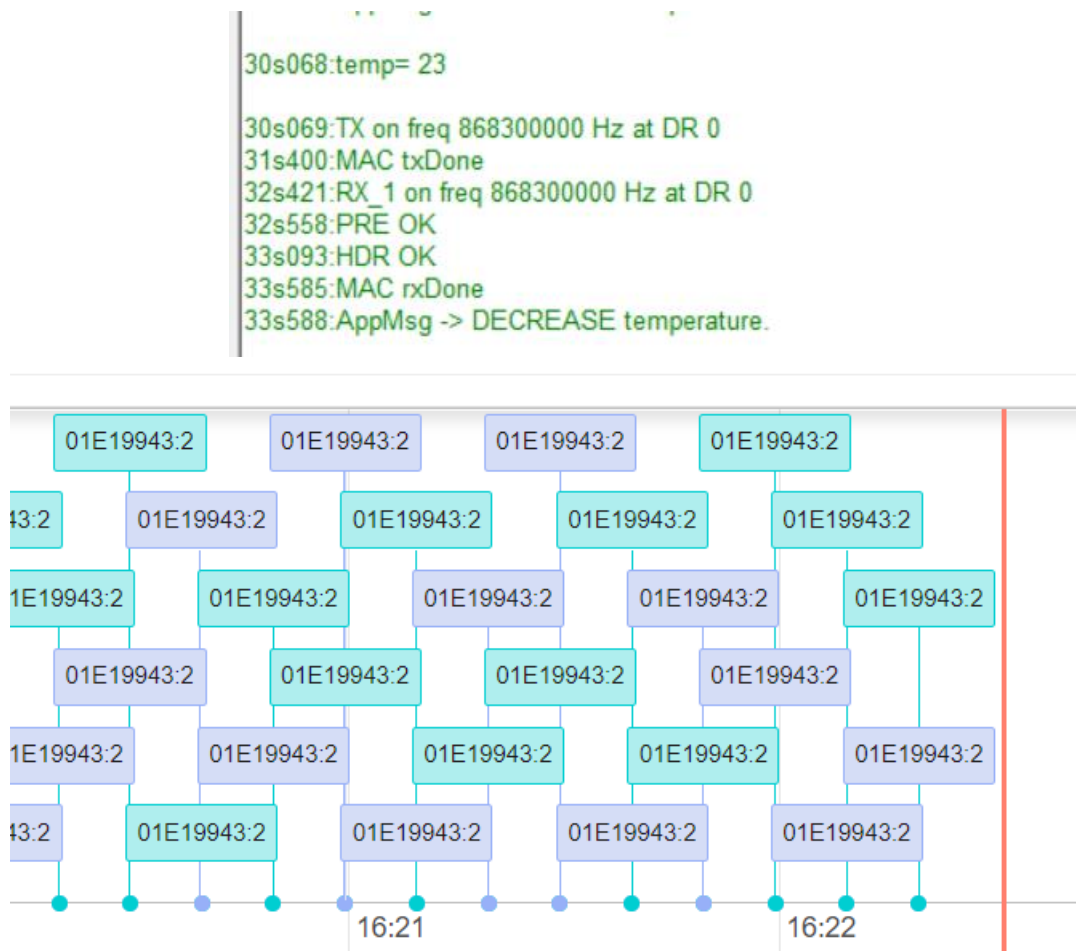 30s068:temp= 23
30s069:TX on freq 868300000 Hz at DR 0
31s400:MAC txDone
32s421:RX_1 on freq 868300000 Hz at DR 0
32s558:PRE OK
33s093:HDR OK
33s585:MAC rxDone
33s588:AppMsg -> DECREASE temperature.
01E19943:2 01E19943:2 01E19943:2 01E19943:2
43:2 01E19943:2 01E19943:2 01E19943:2 01E19943:2
1E19943:2 01E19943:2 01E19943:2 01E19943:2 01E19943:2
01E19943:2 01E19943:2 01E19943:2 01E19943:2
1E19943:2 01E19943:2 01E19943:2 01E19943:2 01E19943:2
43:2 01E19943:2 01E19943:2 01E19943:2 01E19943:2
16:21 16:22